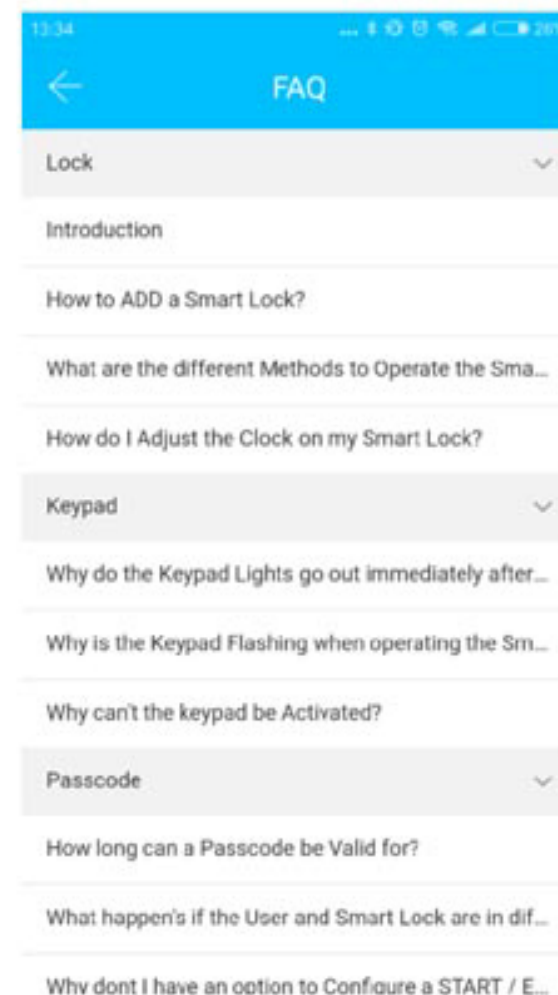 13:34 ... 26%
FAQ
Lock
Introduction
How to ADD a Smart Lock?
What are the different Methods to Operate the Sma...
How do I Adjust the Clock on my Smart Lock?
Keypad
Why do the Keypad Lights go out immediately after...
Why is the Keypad Flashing when operating the Sm...
Why can't the keypad be Activated?
Passcode
How long can a Passcode be Valid for?
What happen's if the User and Smart Lock are in dif...
Why dont I have an option to Configure a START / E...